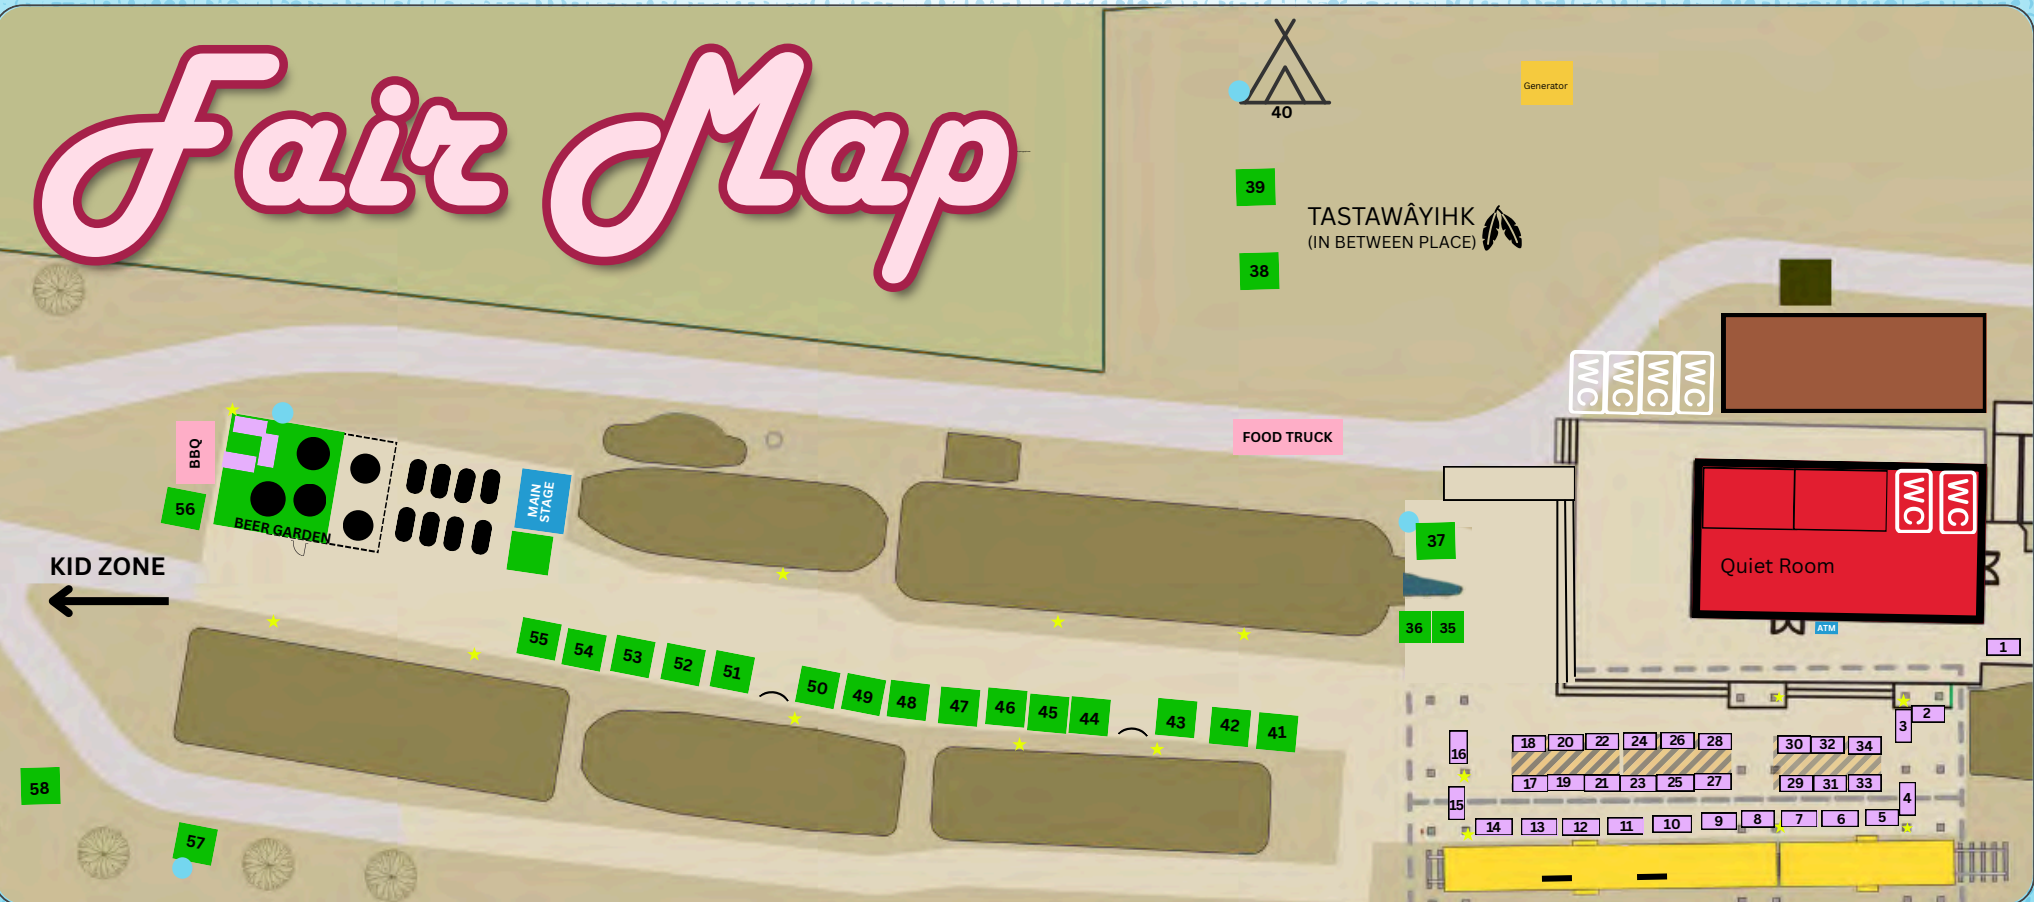 Fair Map
40
Generator
39
TASTAWÂYIHK
(IN BETWEEN PLACE)
38
WC WC WC WC
FOOD TRUCK
BBQ
56
BEER GARDEN
MAIN
STAGE
37
WC WC
Quiet Room
KID ZONE
36 35
ATM
1
55 54 53 52 51 50 49 48 47 46 45 44 43 42 41
2
3
16
18 20 22 24 26 28 30 32 34
17 19 21 23 25 27 29 31 33
15
4
14 13 12 11 10 9 8 7 6 5
58
57